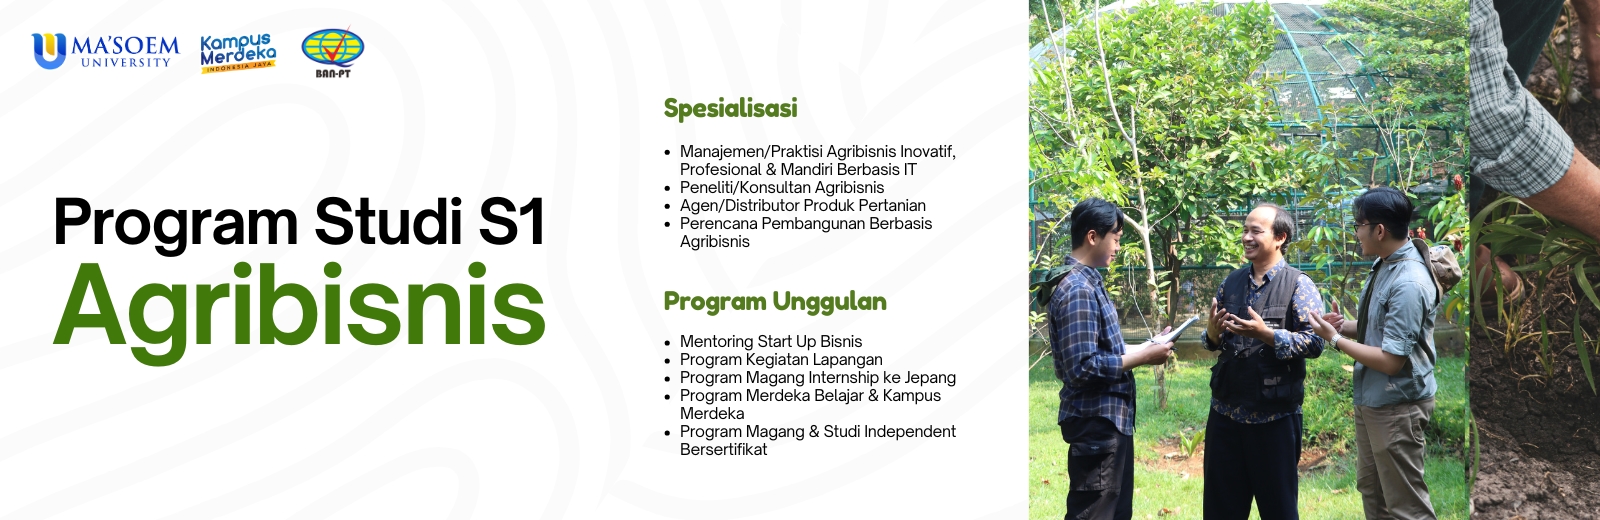 MA'SOEM
UNIVERSITY
Kampus
Merdeka
INDONESIA JAYA
BAN-PT
Program Studi S1
Agribisnis
Spesialisasi
• Manajemen/Praktisi Agribisnis Inovatif,
Profesional & Mandiri Berbasis IT
• Peneliti/Konsultan Agribisnis
• Agen/Distributor Produk Pertanian
• Perencana Pembangunan Berbasis
Agribisnis
Program Unggulan
• Mentoring Start Up Bisnis
• Program Kegiatan Lapangan
• Program Magang Internship ke Jepang
• Program Merdeka Belajar & Kampus
Merdeka
• Program Magang & Studi Independent
Bersertifikat